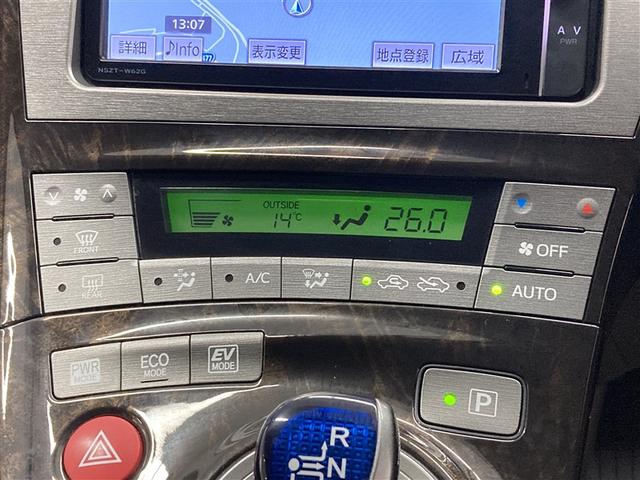 13:07
詳細 ♪Info 表示変更 地点登録 広域
NSZT-W62G
A V
PWR
OUTSIDE
14℃ 26.0
FRONT
OFF
REAR
A/C
AUTO
PWR MODE
ECO MODE
EV MODE
P
R
N